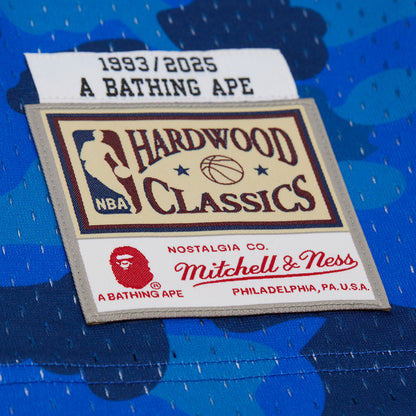 1993/2025
A BATHING APE
HARDWOOD
CLASSICS
NBA
NOSTALGIA CO.
Mitchell & Ness
PHILADELPHIA, PA. U.S.A.
A BATHING APE